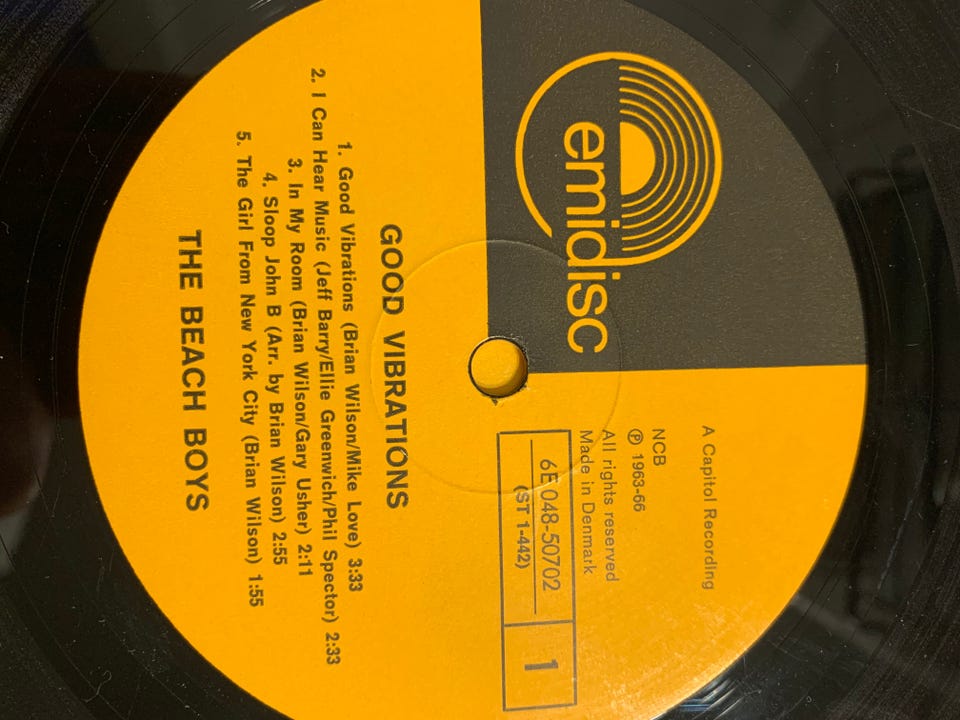 emidisc
A Capitol Recording
NCB
Ⓟ 1963-66
All rights reserved
Made in Denmark
6E 048-50702
(ST 1-442)
1
GOOD VIBRATIONS
1. Good Vibrations (Brian Wilson/Mike Love) 3:33
2. I Can Hear Music (Jeff Barry/Ellie Greenwich/Phil Spector) 2:33
3. In My Room (Brian Wilson/Gary Usher) 2:11
4. Sloop John B (Arr. by Brian Wilson) 2:55
5. The Girl From New York City (Brian Wilson) 1:55
THE BEACH BOYS